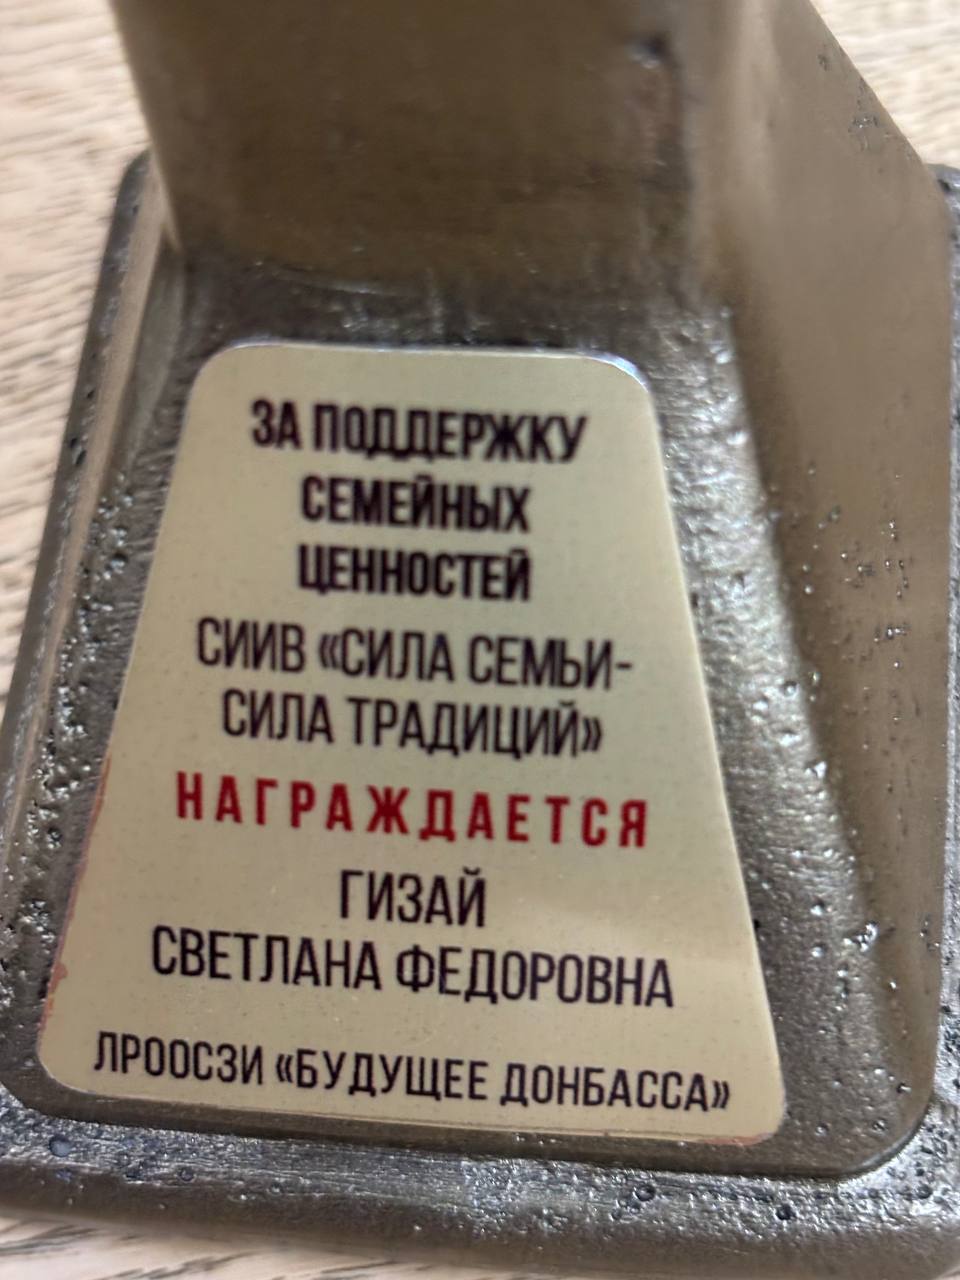 ЗА ПОДДЕРЖКУ
СЕМЕЙНЫХ
ЦЕННОСТЕЙ
СИИВ «СИЛА СЕМЬИ-
СИЛА ТРАДИЦИЙ»
НАГРАЖДАЕТСЯ
ГИЗАЙ
СВЕТЛАНА ФЕДОРОВНА
ЛРООСЗИ «БУДУЩЕЕ ДОНБАССА»